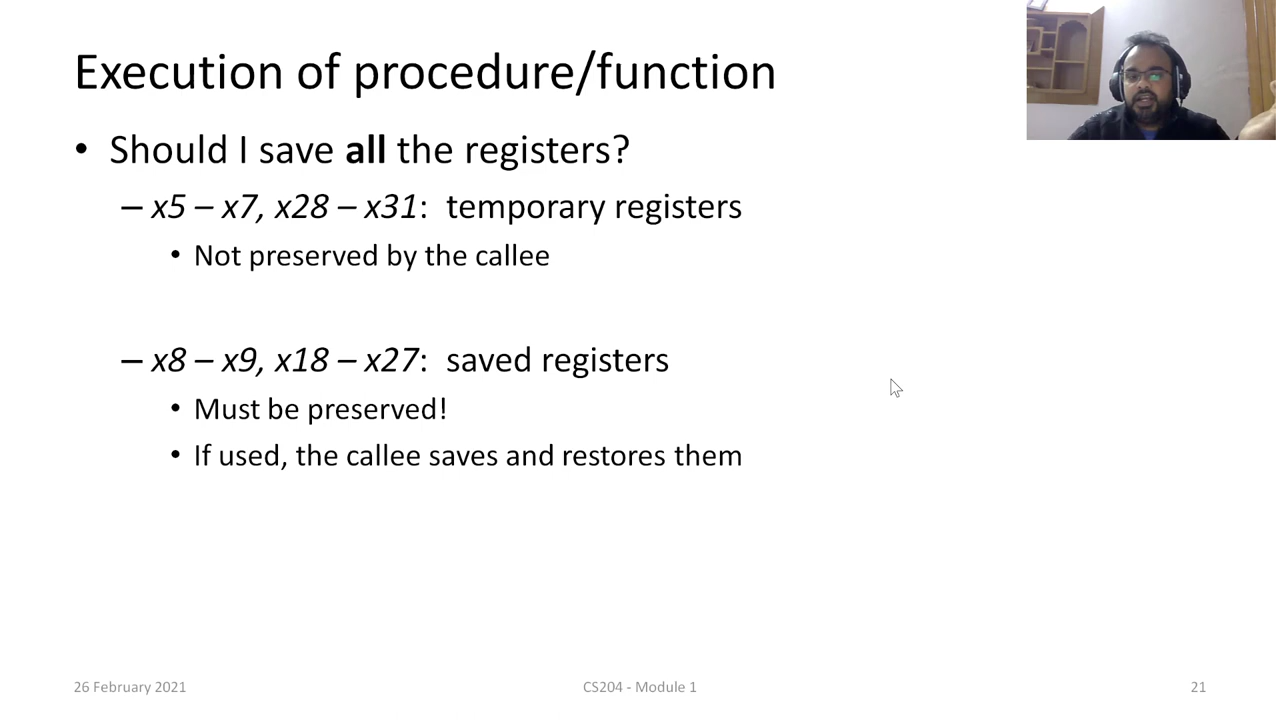 Execution of procedure/function
• Should I save all the registers?
– x5 – x7, x28 – x31: temporary registers
• Not preserved by the callee
– x8 – x9, x18 – x27: saved registers
• Must be preserved!
• If used, the callee saves and restores them
26 February 2021
CS204 - Module 1
21